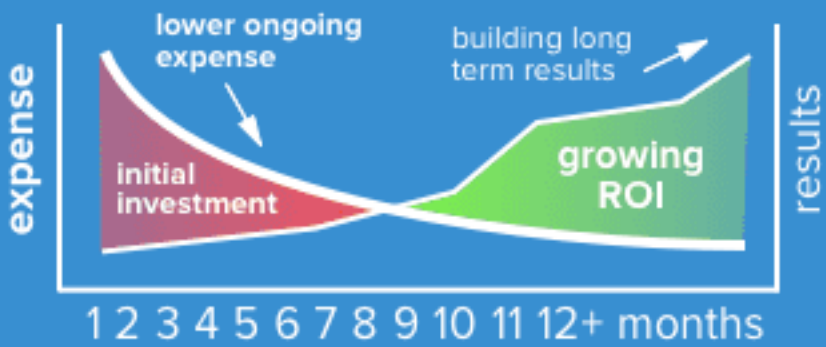 lower ongoing
expense
building long
term results
expense
initial
investment
growing
ROI
results
1 2 3 4 5 6 7 8 9 10 11 12+ months